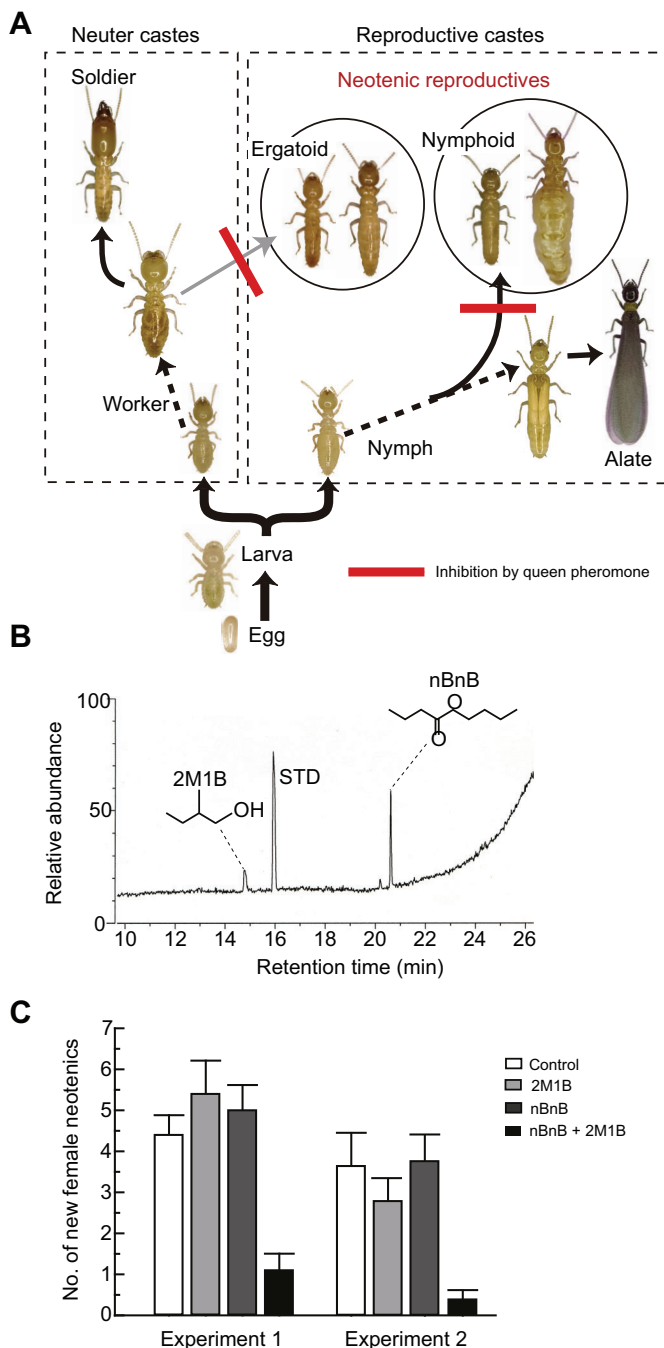 A
Neuter castes
Reproductive castes
Soldier
Neotenic reproductives
Ergatoid
Nymphoid
Worker
Nymph
Alate
Larva
Inhibition by queen pheromone
Egg
B
nBnB
100
O
O
2M1B
STD
OH
50
Relative abundance
0
10 12 14 16 18 20 22 24 26
Retention time (min)
C
7
Control
2M1B
nBnB
nBnB + 2M1B
6
5
4
3
2
1
0
No. of new female neotenics
Experiment 1
Experiment 2